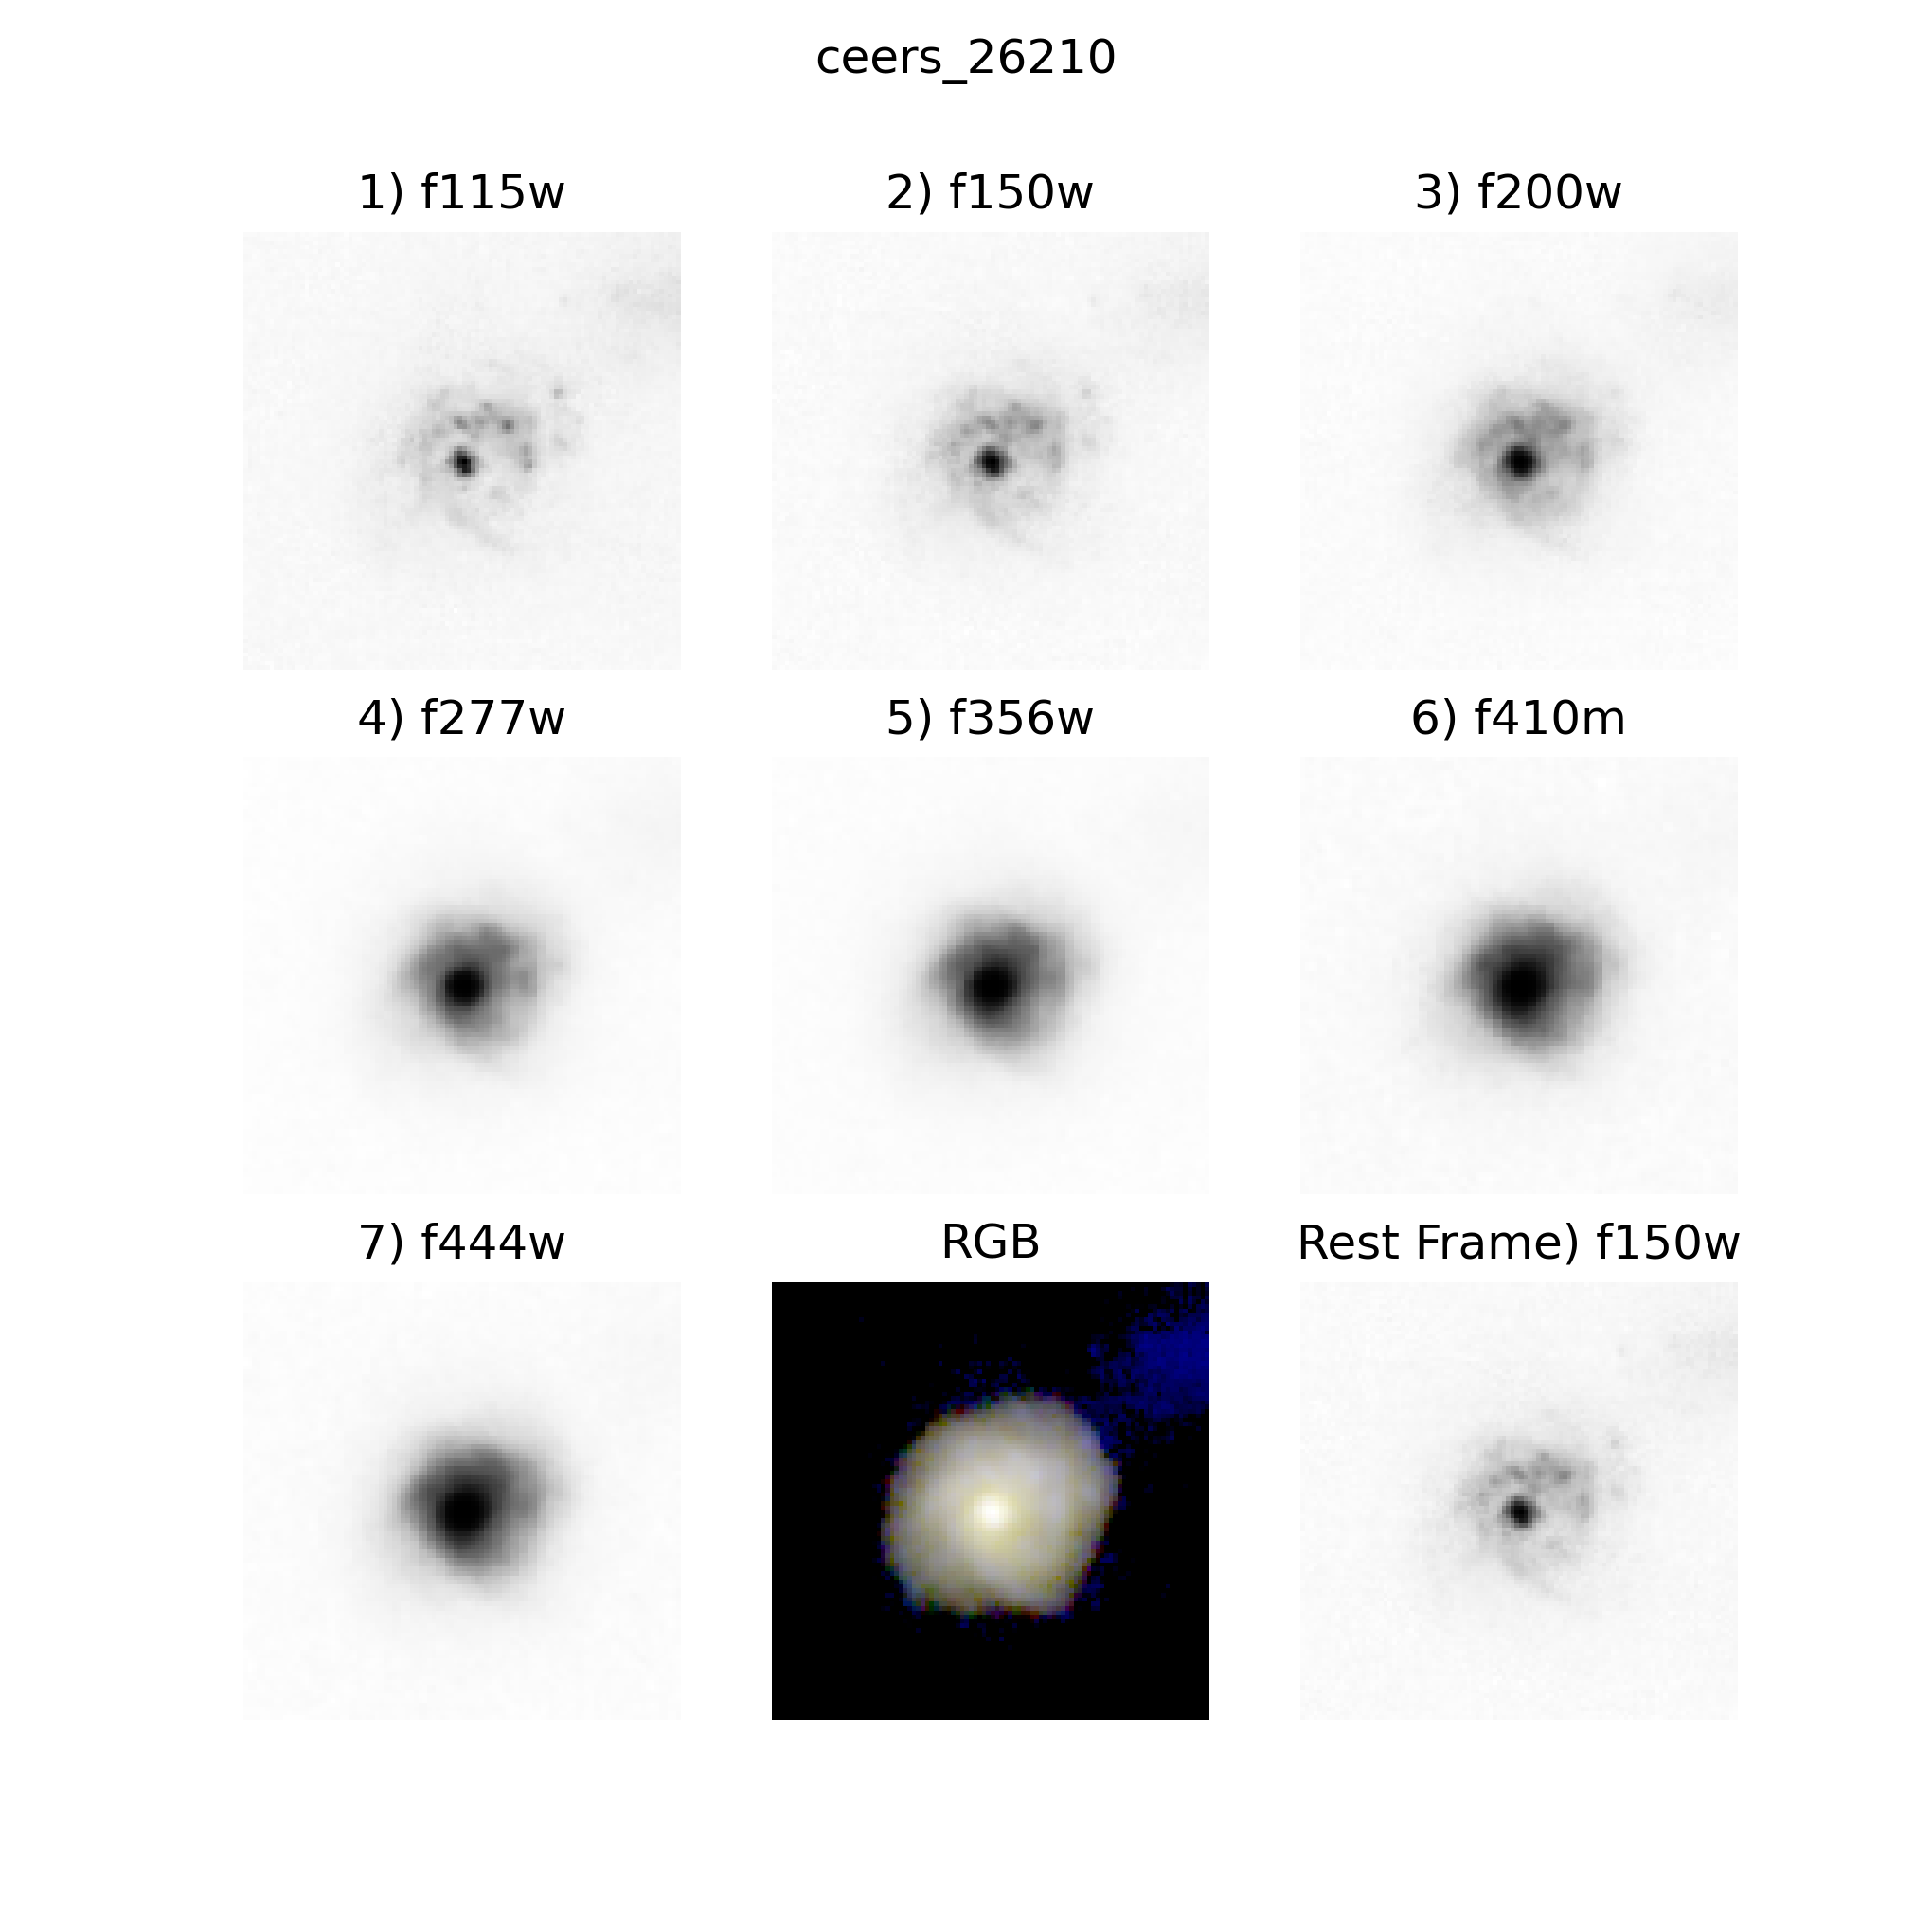 ceers_26210
1) f115w
2) f150w
3) f200w
4) f277w
5) f356w
6) f410m
7) f444w
RGB
Rest Frame) f150w